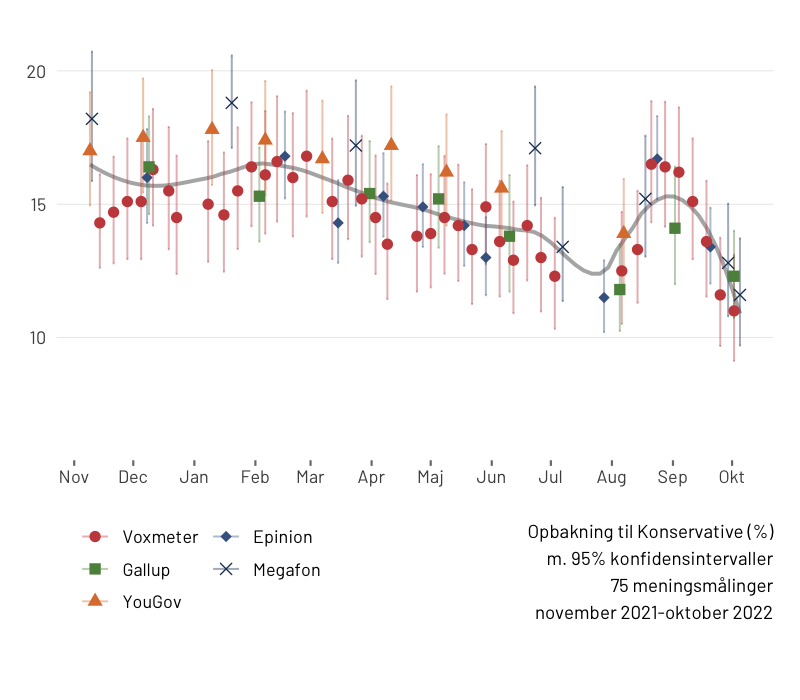 20
15
10
Nov Dec Jan Feb Mar Apr Maj Jun Jul Aug Sep Okt
Voxmeter Epinion
Gallup Megafon
YouGov
Opbakning til Konservative (%)
m. 95% konfidensintervaller
75 meningsmålinger
november 2021-oktober 2022